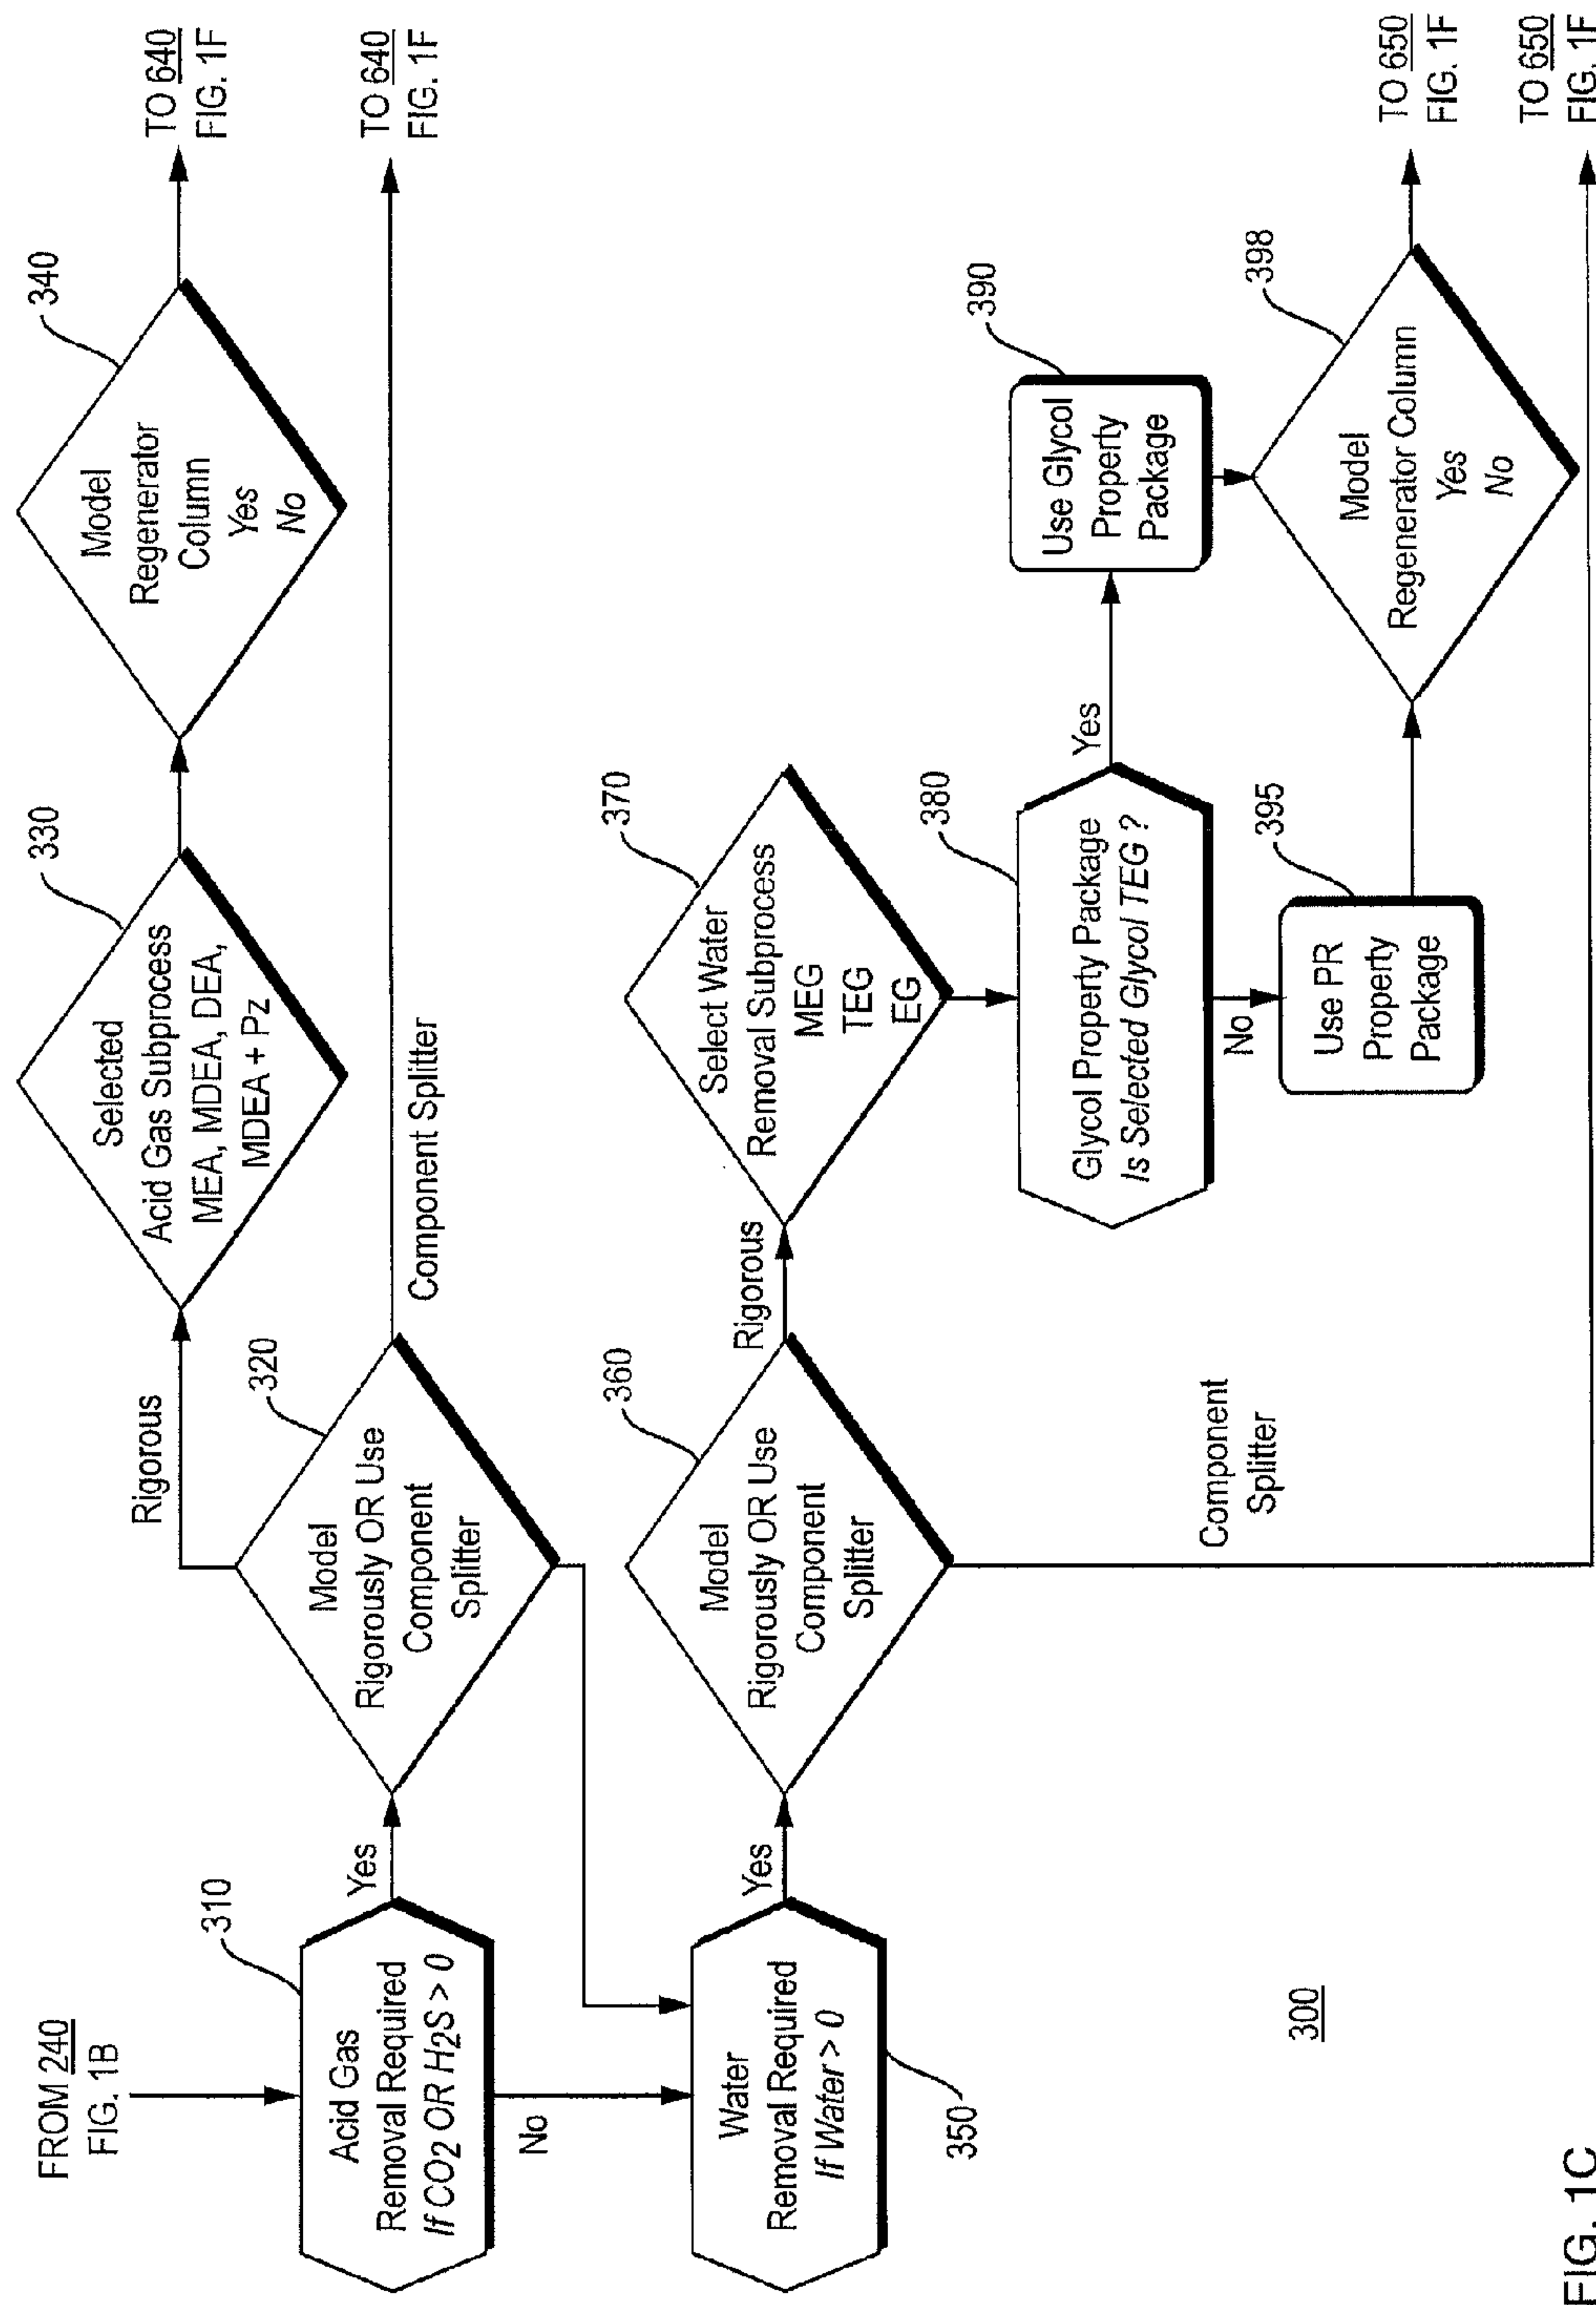 FROM 240
FIG. 1B
310
Acid Gas
Removal Required
If CO2 OR H2S > 0
Yes
No
320
Model
Rigorously OR Use
Component
Splitter
Rigorous
Component Splitter
330
Selected
Acid Gas Subprocess
MEA, MDEA, DEA,
MDEA + Pz
340
Model
Regenerator
Column
Yes
No
TO 640
FIG. 1F
TO 640
FIG. 1F
350
Water
Removal Required
If Water > 0
Yes
360
Model
Rigorously OR Use
Component
Splitter
Rigorous
Component
Splitter
370
Select Water
Removal Subprocess
MEG
TEG
EG
380
Glycol Property Package
Is Selected Glycol TEG ?
Yes
No
390
Use Glycol
Property
Package
395
Use PR
Property
Package
398
Model
Regenerator Column
Yes
No
TO 650
FIG. 1F
TO 650
FIG. 1F
300
FIG. 1C